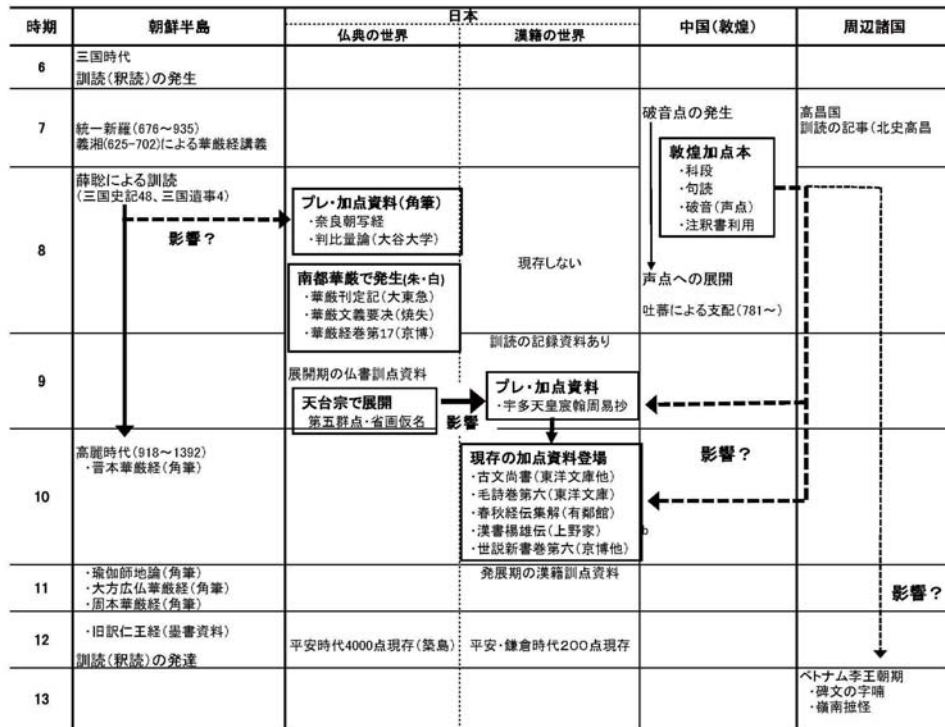 時期
朝鮮半島
日本
仏典の世界
漢籍の世界
中国(敦煌)
周辺諸国
6
三国時代
訓読(釈読)の発生
7
統一新羅(676～935)
義湘(625-702)による華厳経講義
破音点の発生
高昌国
訓読の記事(北史高昌
敦煌加点本
・科段
・句読
・破音(声点)
・注釈書利用
8
薛聡による訓読
(三国史記48、三国遺事4)
影響？
プレ・加点資料(角筆)
・奈良朝写経
・判比量論(大谷大学)
南都華厳で発生(朱・白)
・華厳刊定記(大東急)
・華厳文義要决(焼失)
・華厳経巻第17(京博)
現存しない
声点への展開
吐蕃による支配(781～)
9
訓読の記録資料あり
展開期の仏書訓点資料
天台宗で展開
第五群点・省画仮名
影響
プレ・加点資料
・宇多天皇宸翰周易抄
10
高麗時代(918～1392)
・晋本華厳経(角筆)
現存の加点資料登場
・古文尚書(東洋文庫他)
・毛詩巻第六(東洋文庫)
・春秋経伝集解(有鄰館)
・漢書楊雄伝(上野家)
・世説新書巻第六(京博他)
b
影響？
11
・瑜伽師地論(角筆)
・大方広仏華厳経(角筆)
・周本華厳経(角筆)
発展期の漢籍訓点資料
影響？
12
・旧訳仁王経(墨書資料)
訓読(釈読)の発達
平安時代4000点現存(築島)
平安・鎌倉時代２００点現存
13
ベトナム李王朝期
・碑文の字喃
・嶺南摭怪